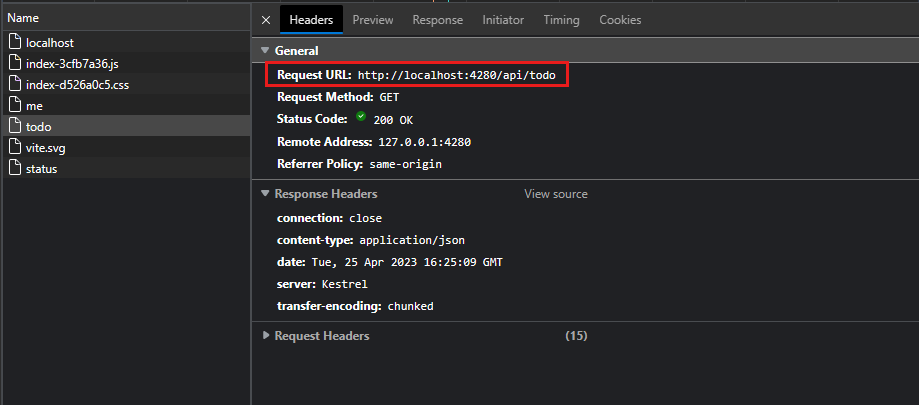 Name
localhost
index-3cfb7a36.js
index-d526a0c5.css
me
todo
vite.svg
status
Headers Preview Response Initiator Timing Cookies
General
Request URL: http://localhost:4280/api/todo
Request Method: GET
Status Code: 200 OK
Remote Address: 127.0.0.1:4280
Referrer Policy: same-origin
Response Headers View source
connection: close
content-type: application/json
date: Tue, 25 Apr 2023 16:25:09 GMT
server: Kestrel
transfer-encoding: chunked
Request Headers (15)